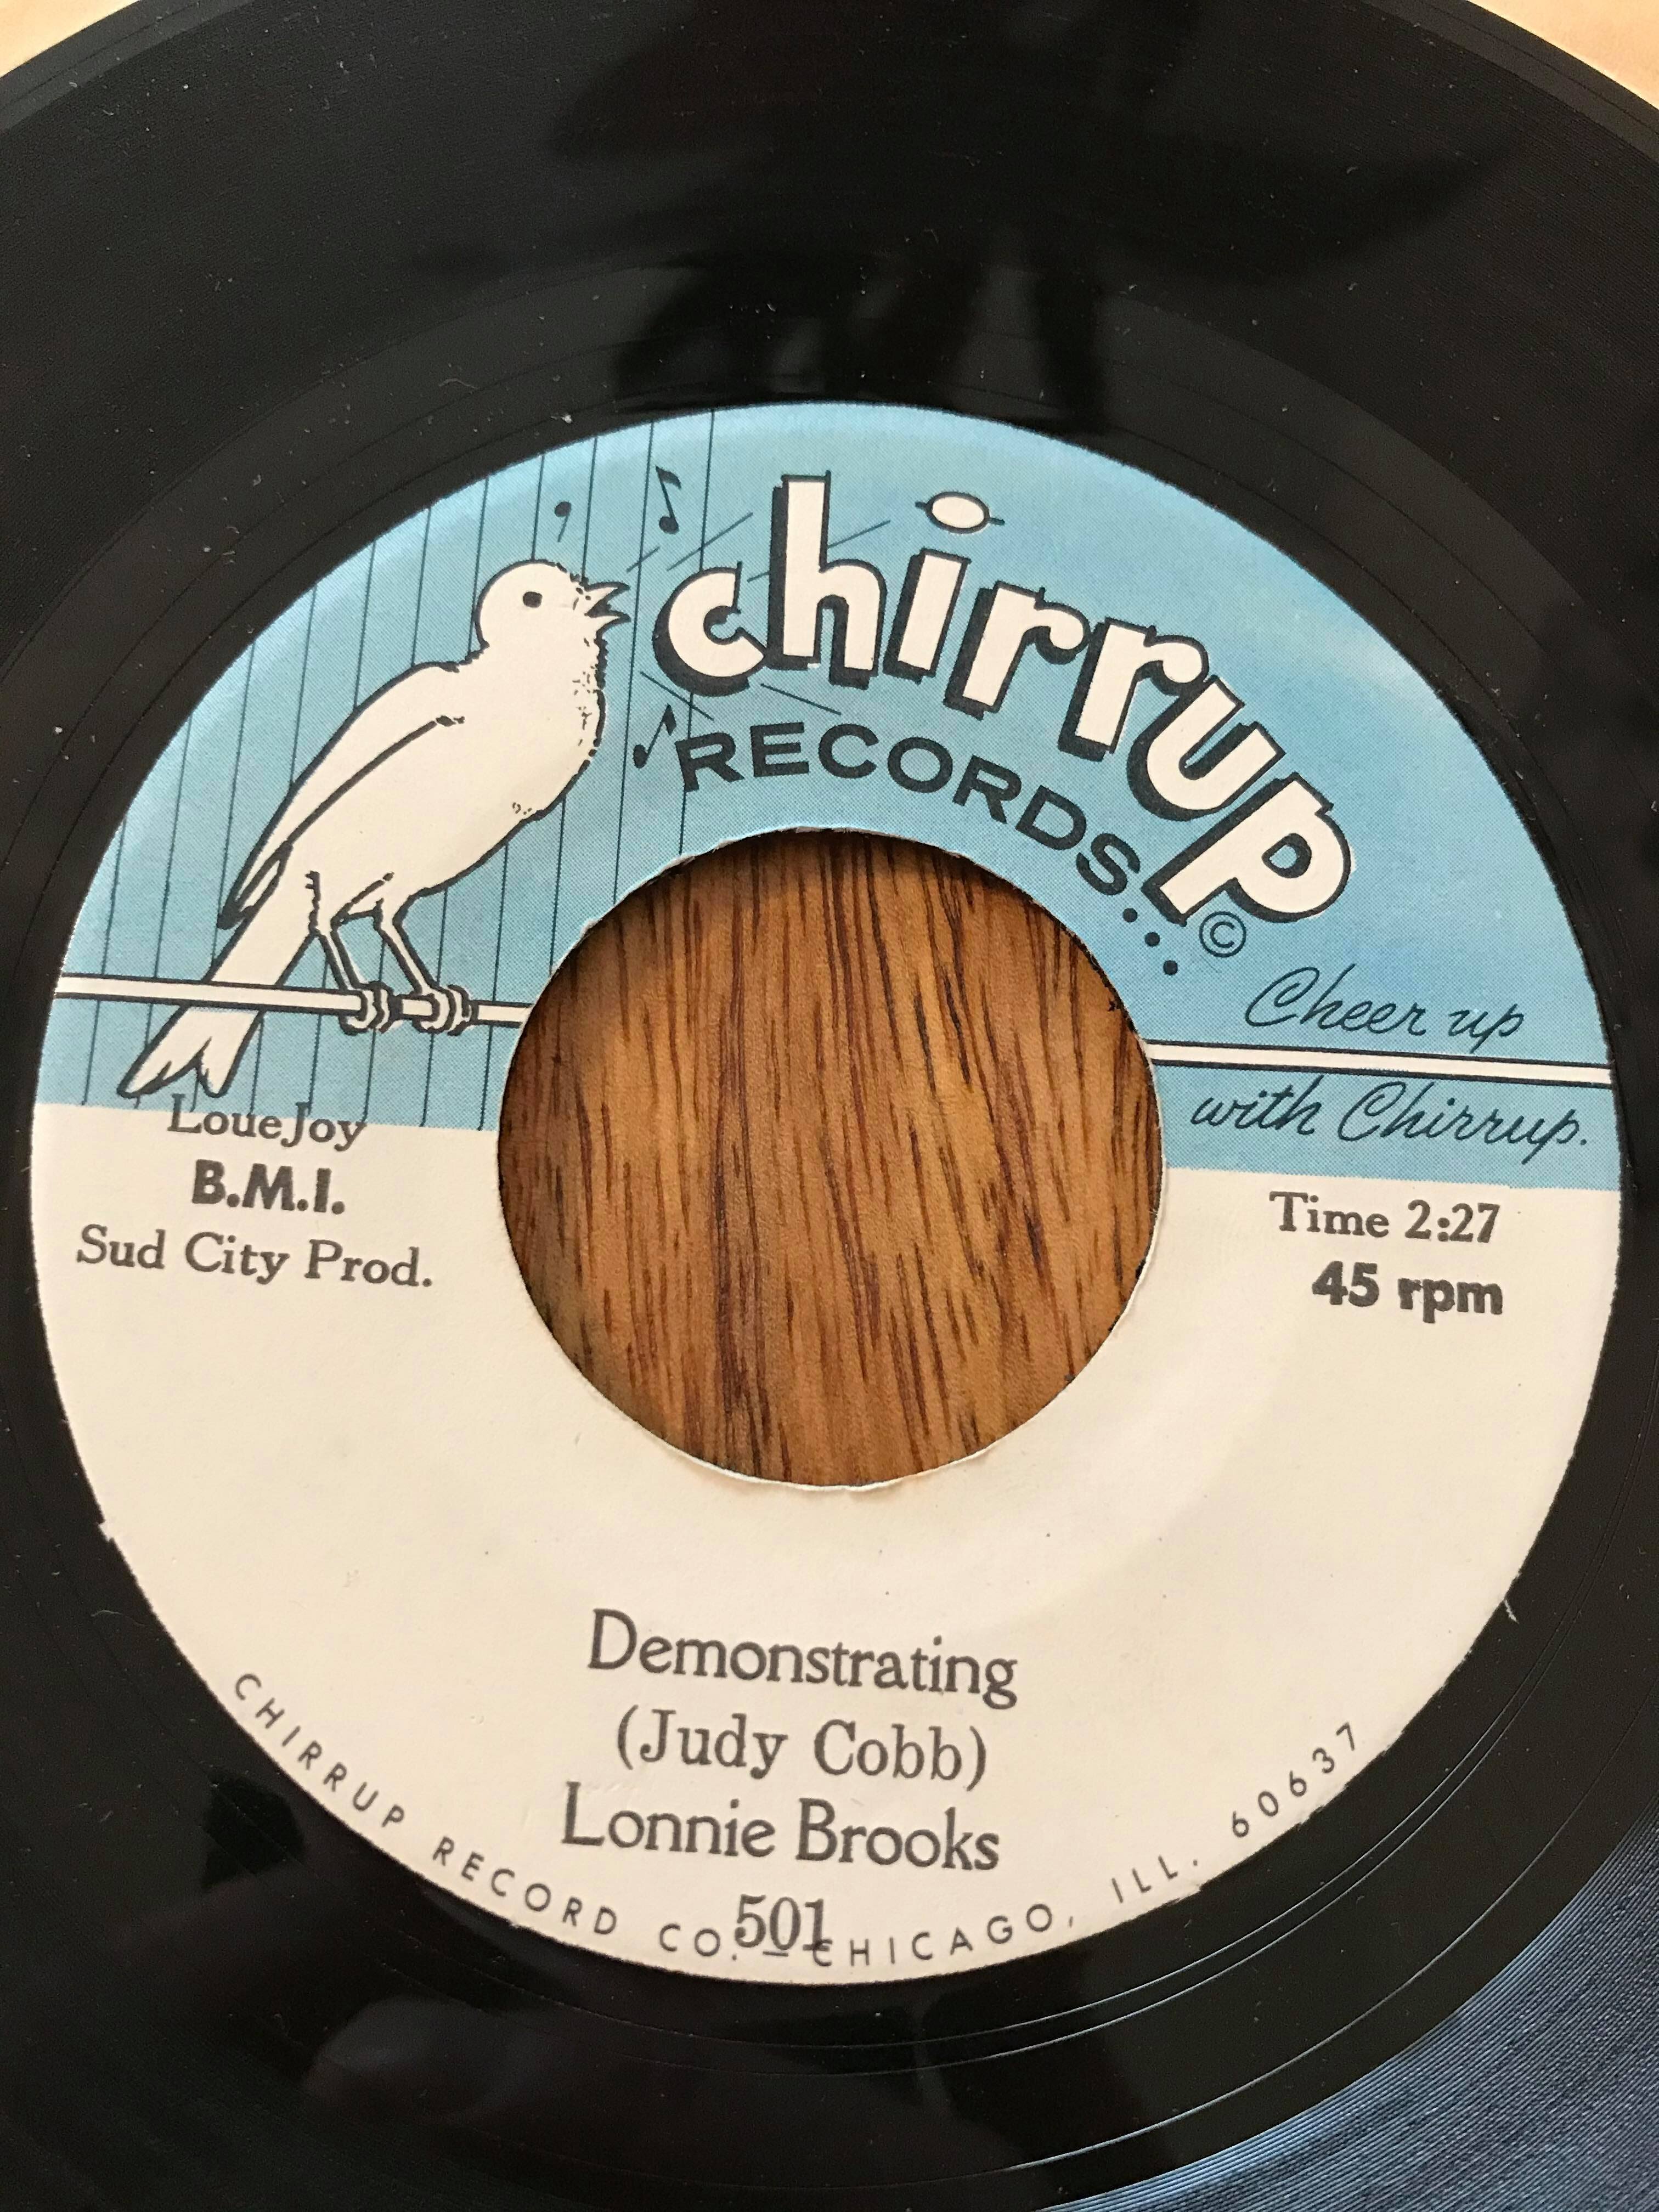 chirrup
RECORDS...
©
Cheer up
with Chirrup.
LoueJoy
B.M.I.
Sud City Prod.
Time 2:27
45 rpm
Demonstrating
(Judy Cobb)
Lonnie Brooks
501
CHIRRUP RECORD CO. – CHICAGO, ILL. 60637